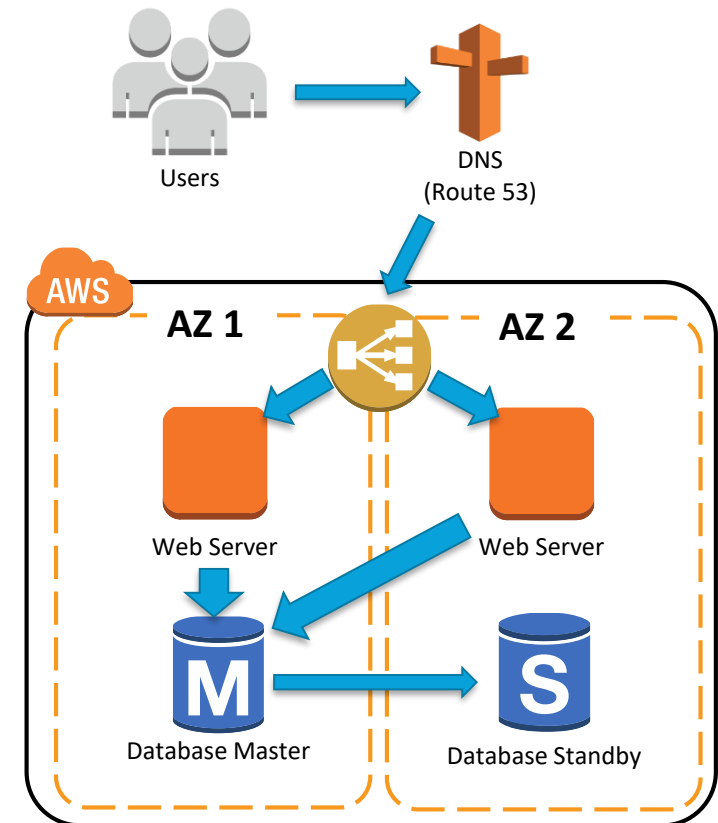 Users
DNS
(Route 53)
AWS
AZ 1
AZ 2
Web Server
Web Server
M
S
Database Master
Database Standby